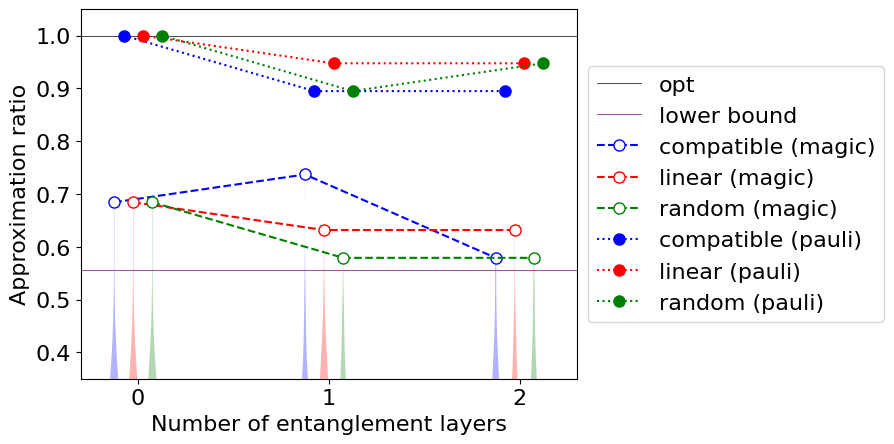 1.0
0.9
0.8
0.7
0.6
0.5
0.4
Approximation ratio
0 1 2
Number of entanglement layers
opt
lower bound
compatible (magic)
linear (magic)
random (magic)
compatible (pauli)
linear (pauli)
random (pauli)